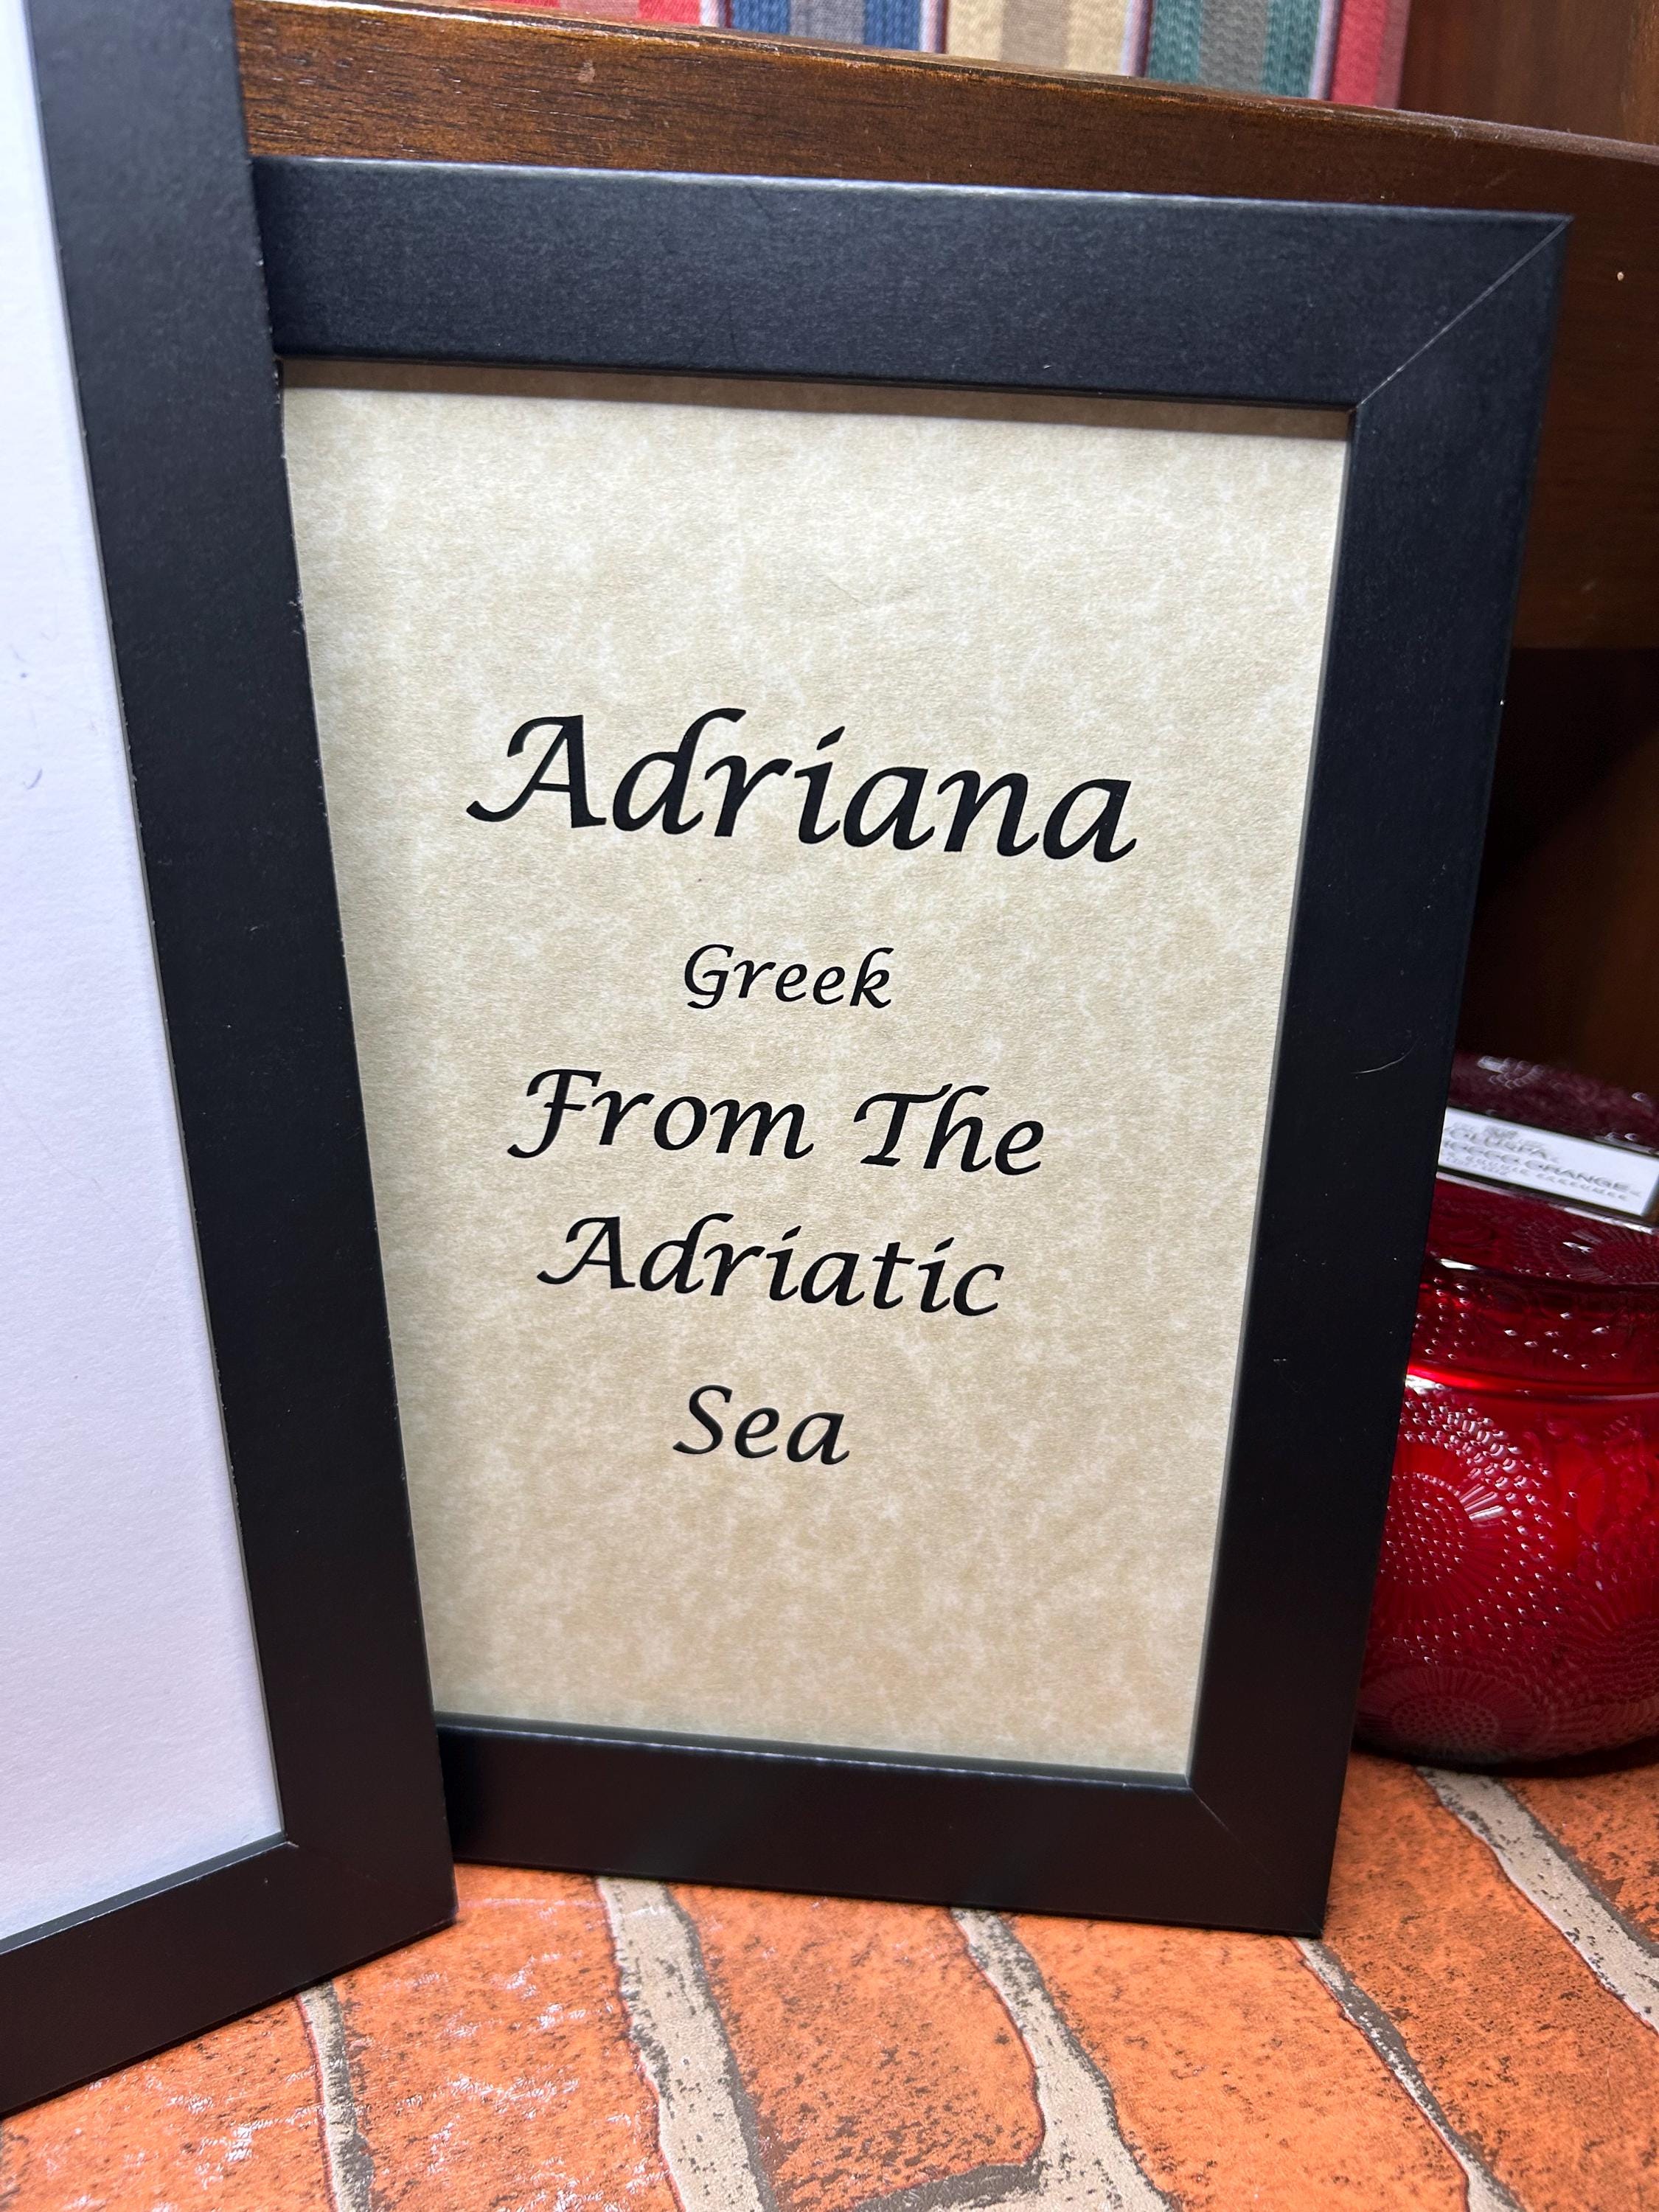 Adriana
Greek
From The
Adriatic
Sea